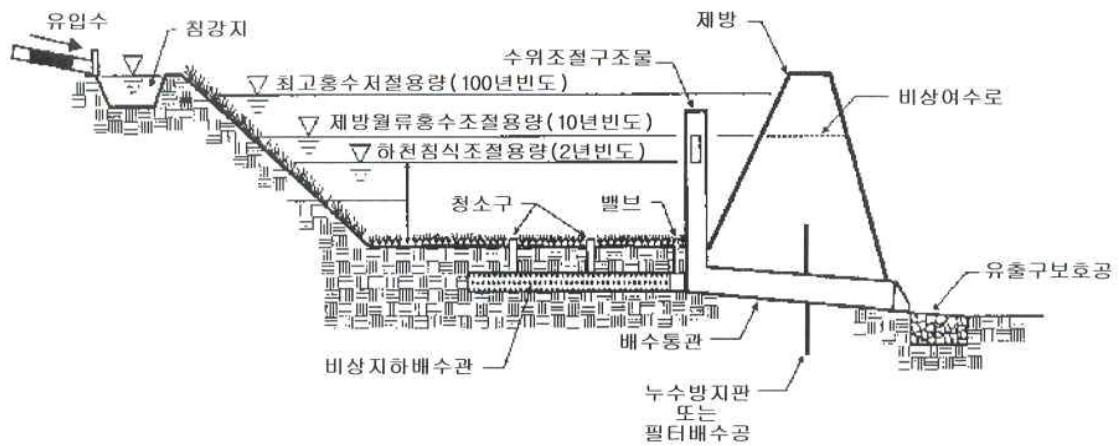 유입수
침강지
제방
수위조절구조물
최고홍수저절용량(100년빈도)
비상여수로
제방월류홍수조절용량(10년빈도)
하천침식조절용량(2년빈도)
청소구
밸브
유출구보호공
배수통관
비상지하배수관
누수방지판
또는
필터배수공